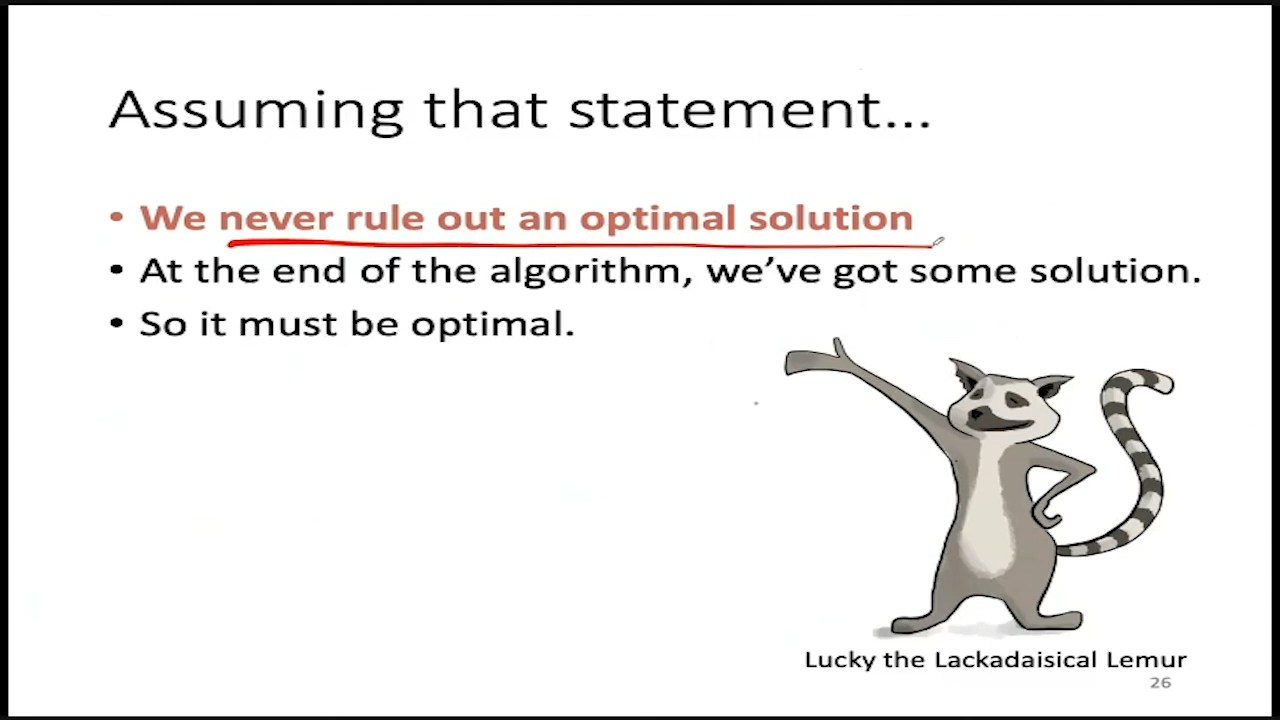 Assuming that statement...
• We never rule out an optimal solution
• At the end of the algorithm, we’ve got some solution.
• So it must be optimal.
Lucky the Lackadaisical Lemur
26